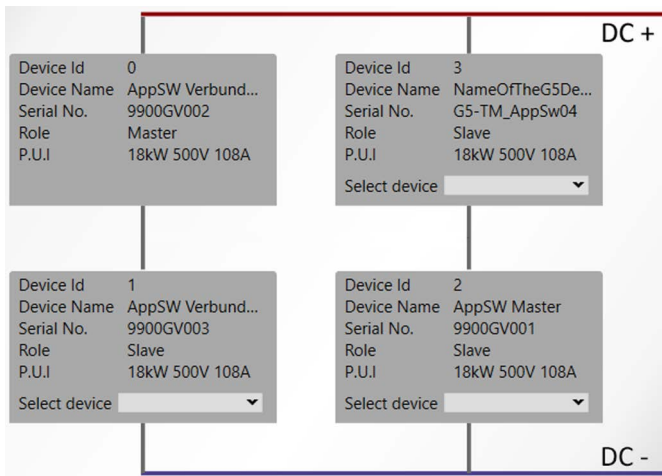 DC +
Device Id 0
Device Name AppSW Verbund...
Serial No. 9900GV002
Role Master
P.U.I 18kW 500V 108A
Device Id 3
Device Name NameOfTheG5De...
Serial No. G5-TM_AppSw04
Role Slave
P.U.I 18kW 500V 108A
Select device
Device Id 1
Device Name AppSW Verbund...
Serial No. 9900GV003
Role Slave
P.U.I 18kW 500V 108A
Select device
Device Id 2
Device Name AppSW Master
Serial No. 9900GV001
Role Slave
P.U.I 18kW 500V 108A
Select device
DC -